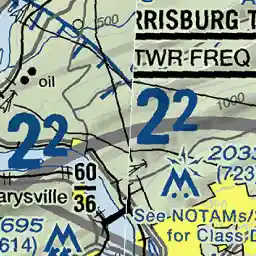 1500
RRISBURG T
TWR FREQ
oil
1000
22
22
2033
(723)
60
36
arysville
See NOTAMs/
for Class D
695
614)